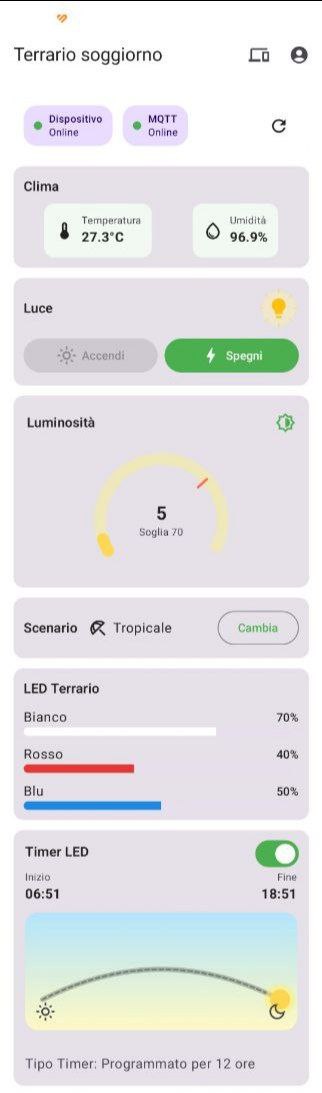 Terrario soggiorno
Dispositivo
Online
MQTT
Online
Clima
Temperatura
27.3°C
Umidità
96.9%
Luce
Accendi
Spegni
Luminosità
5
Soglia 70
Scenario Tropicale Cambia
LED Terrario
Bianco 70%
Rosso 40%
Blu 50%
Timer LED
Inizio Fine
06:51 18:51
Tipo Timer: Programmato per 12 ore